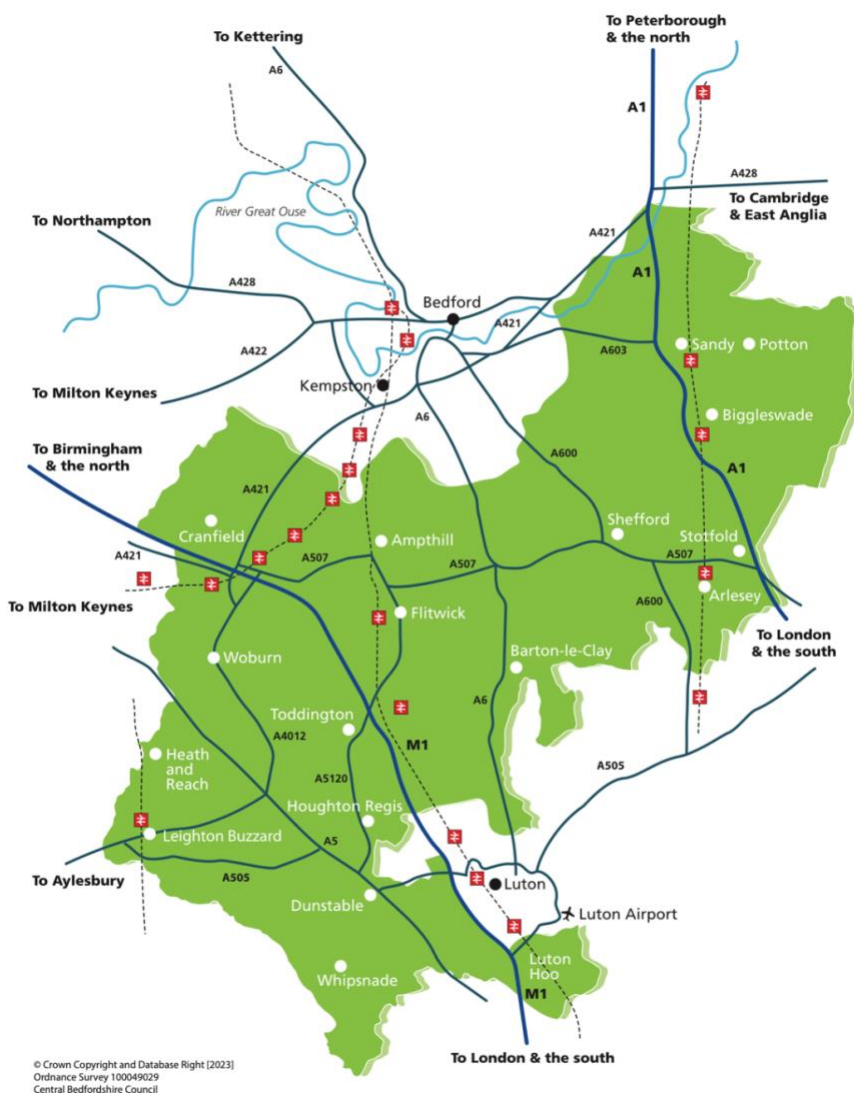 To Peterborough
& the north
To Kettering
A6
A1
A428
To Cambridge
& East Anglia
River Great Ouse
To Northampton
A421
A428
A1
Bedford
A421
A422
A603
Sandy
Potton
Kempston
To Milton Keynes
A6
Biggleswade
To Birmingham
& the north
A600
A1
A421
Cranfield
Shefford
Stotfold
Ampthill
A421
A507
A507
A507
To Milton Keynes
A600
Arlesey
Flitwick
To London
& the south
Woburn
Barton-le-Clay
A6
Toddington
A4012
M1
Heath
and
Reach
A5120
A505
Houghton Regis
Leighton Buzzard
A5
To Aylesbury
A505
Luton
Dunstable
Luton Airport
Luton
Hoo
Whipsnade
M1
To London & the south
© Crown Copyright and Database Right [2023]
Ordnance Survey 100049029
Central Bedfordshire Council